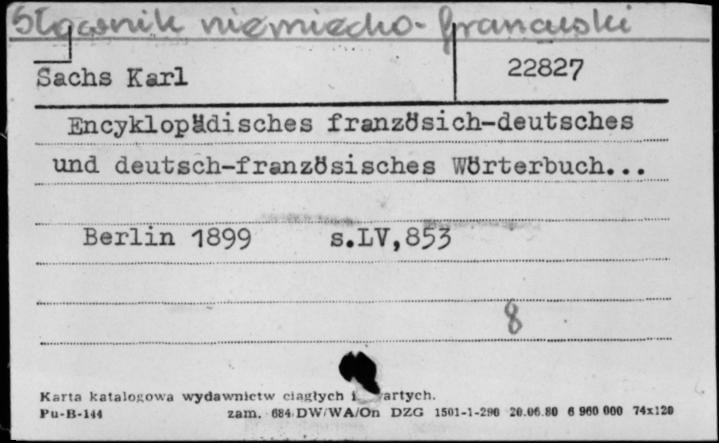 Słownik niemiecko-francuski
Sachs Karl
22827
Encyklopädisches französich-deutsches
und deutsch-französisches Wörterbuch...
Berlin 1899 s.LV,853
8
Karta katalogowa wydawnictw ciągłych i artych.
Pu-B-144 zam. 684/DW/WA/On DZG 1501-1-290 20.06.80 6 960 000 74x120